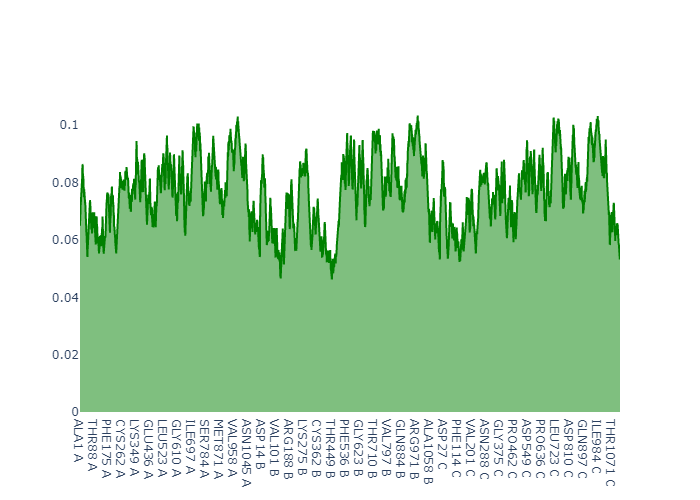 0.1
0.08
0.06
0.04
0.02
0
ALA1 A
THR88 A
PHE175 A
CYS262 A
LYS349 A
GLU436 A
LEU523 A
GLY610 A
ILE697 A
SER784 A
MET871 A
VAL958 A
ASN1045 A
ASP14 B
VAL101 B
ARG188 B
LYS275 B
CYS362 B
THR449 B
PHE536 B
GLY623 B
THR710 B
VAL797 B
GLN884 B
ARG971 B
ALA1058 B
ASP27 C
PHE114 C
VAL201 C
ASN288 C
GLY375 C
PRO462 C
ASP549 C
PRO636 C
LEU723 C
ASP810 C
GLN897 C
ILE984 C
THR1071 C